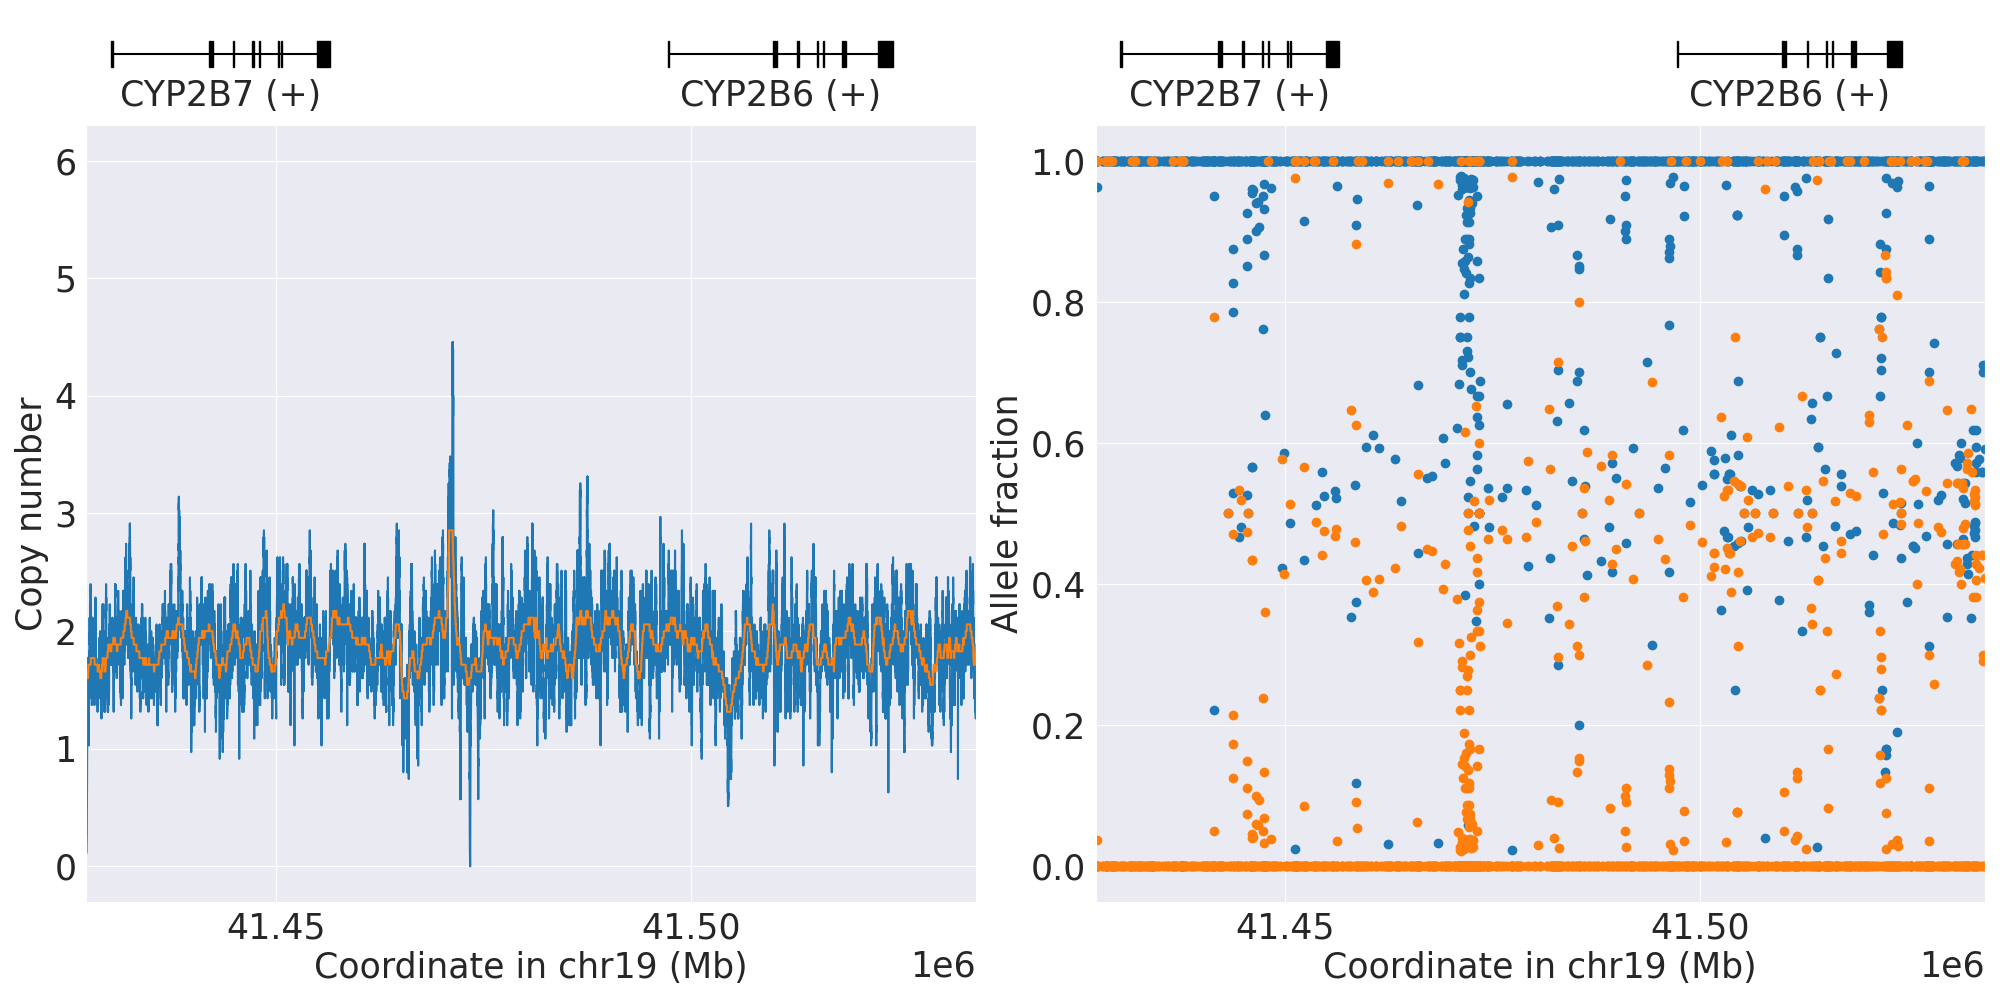 CYP2B7 (+)
CYP2B6 (+)
6
5
4
3
2
1
0
Copy number
41.45
41.50
Coordinate in chr19 (Mb)
1e6
CYP2B7 (+)
CYP2B6 (+)
1.0
0.8
0.6
0.4
0.2
0.0
Allele fraction
41.45
41.50
Coordinate in chr19 (Mb)
1e6